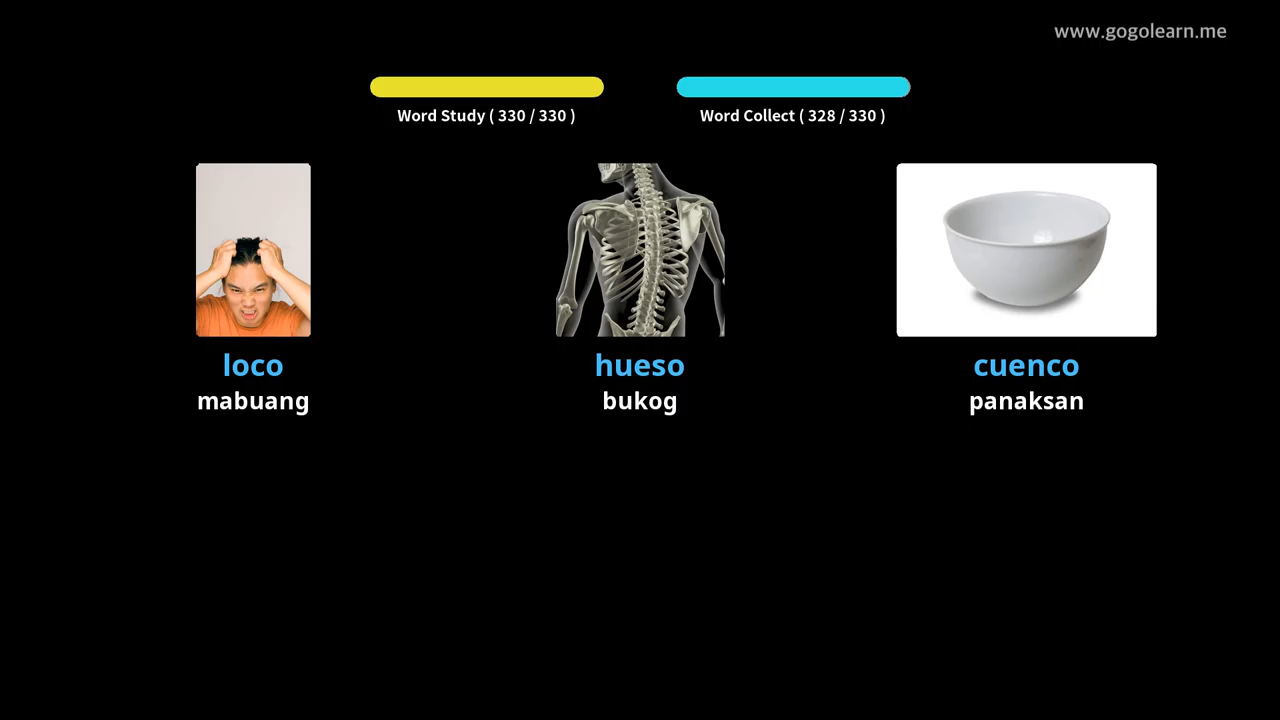 www.gogolearn.me
Word Study ( 330 / 330 )
Word Collect ( 328 / 330 )
loco
mabuang
hueso
bukog
cuenco
panaksan